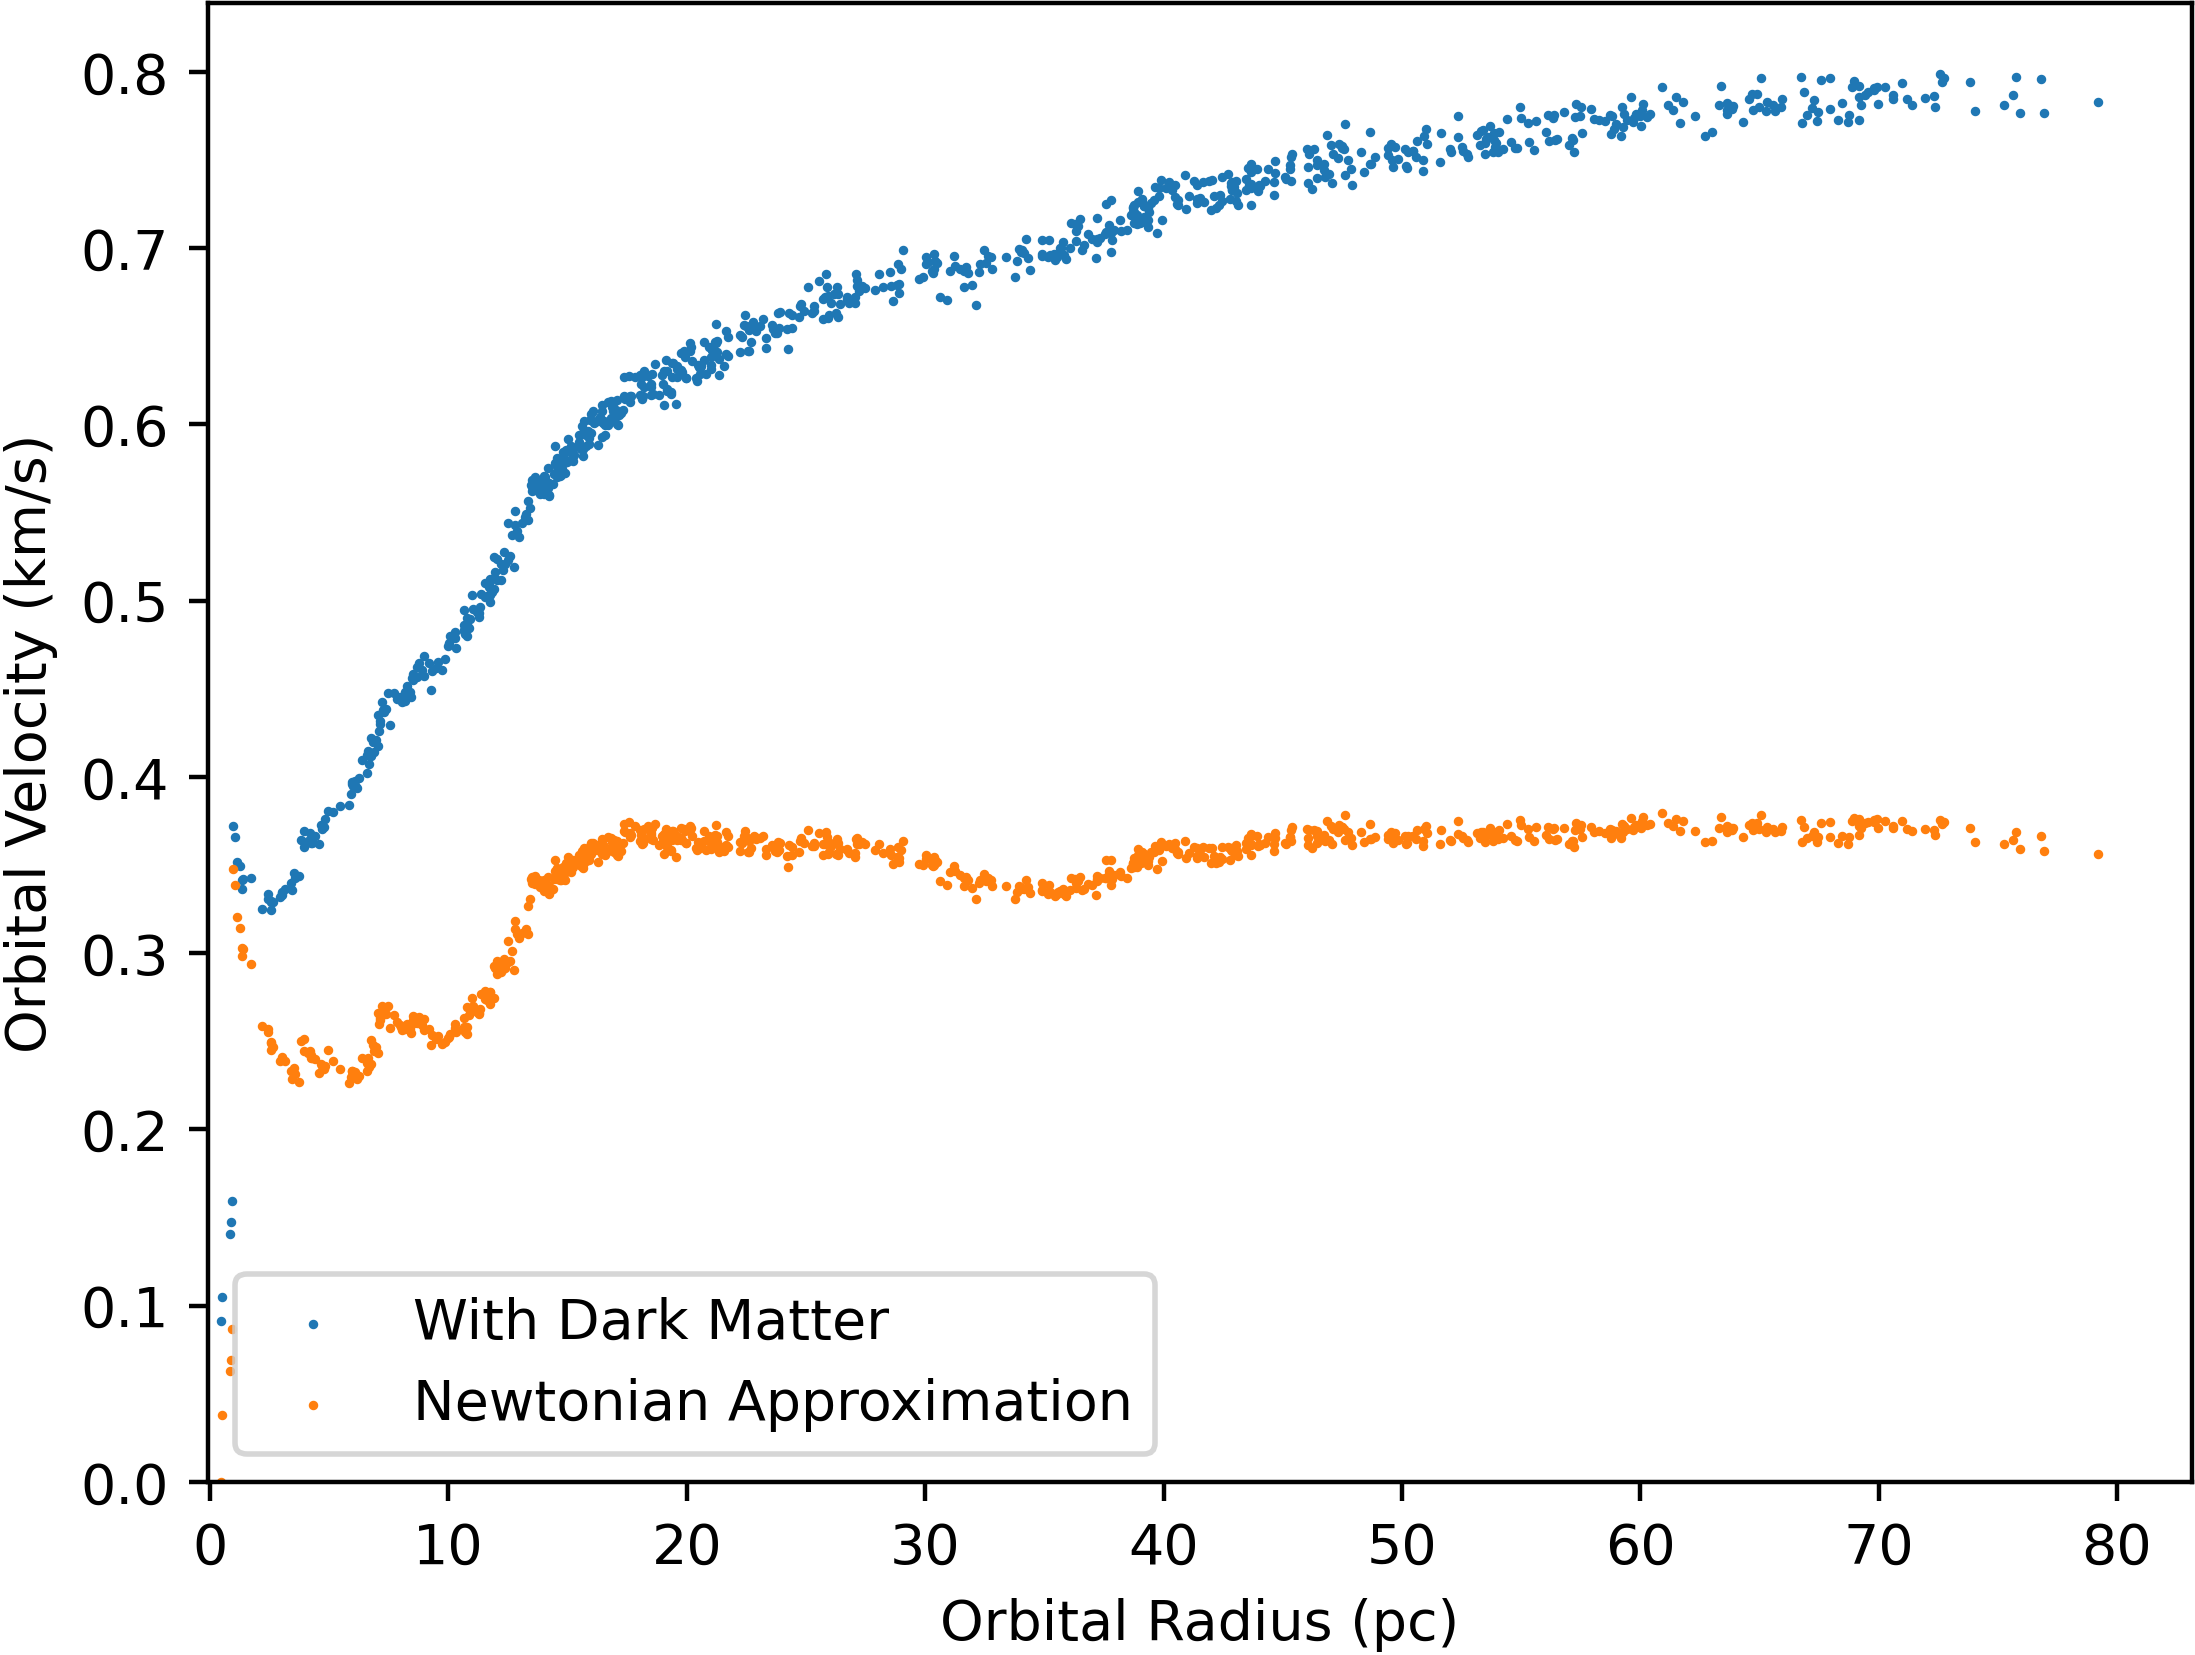 Orbital Velocity (km/s)
0.8
0.7
0.6
0.5
0.4
0.3
0.2
0.1
0.0
With Dark Matter
Newtonian Approximation
0 10 20 30 40 50 60 70 80
Orbital Radius (pc)